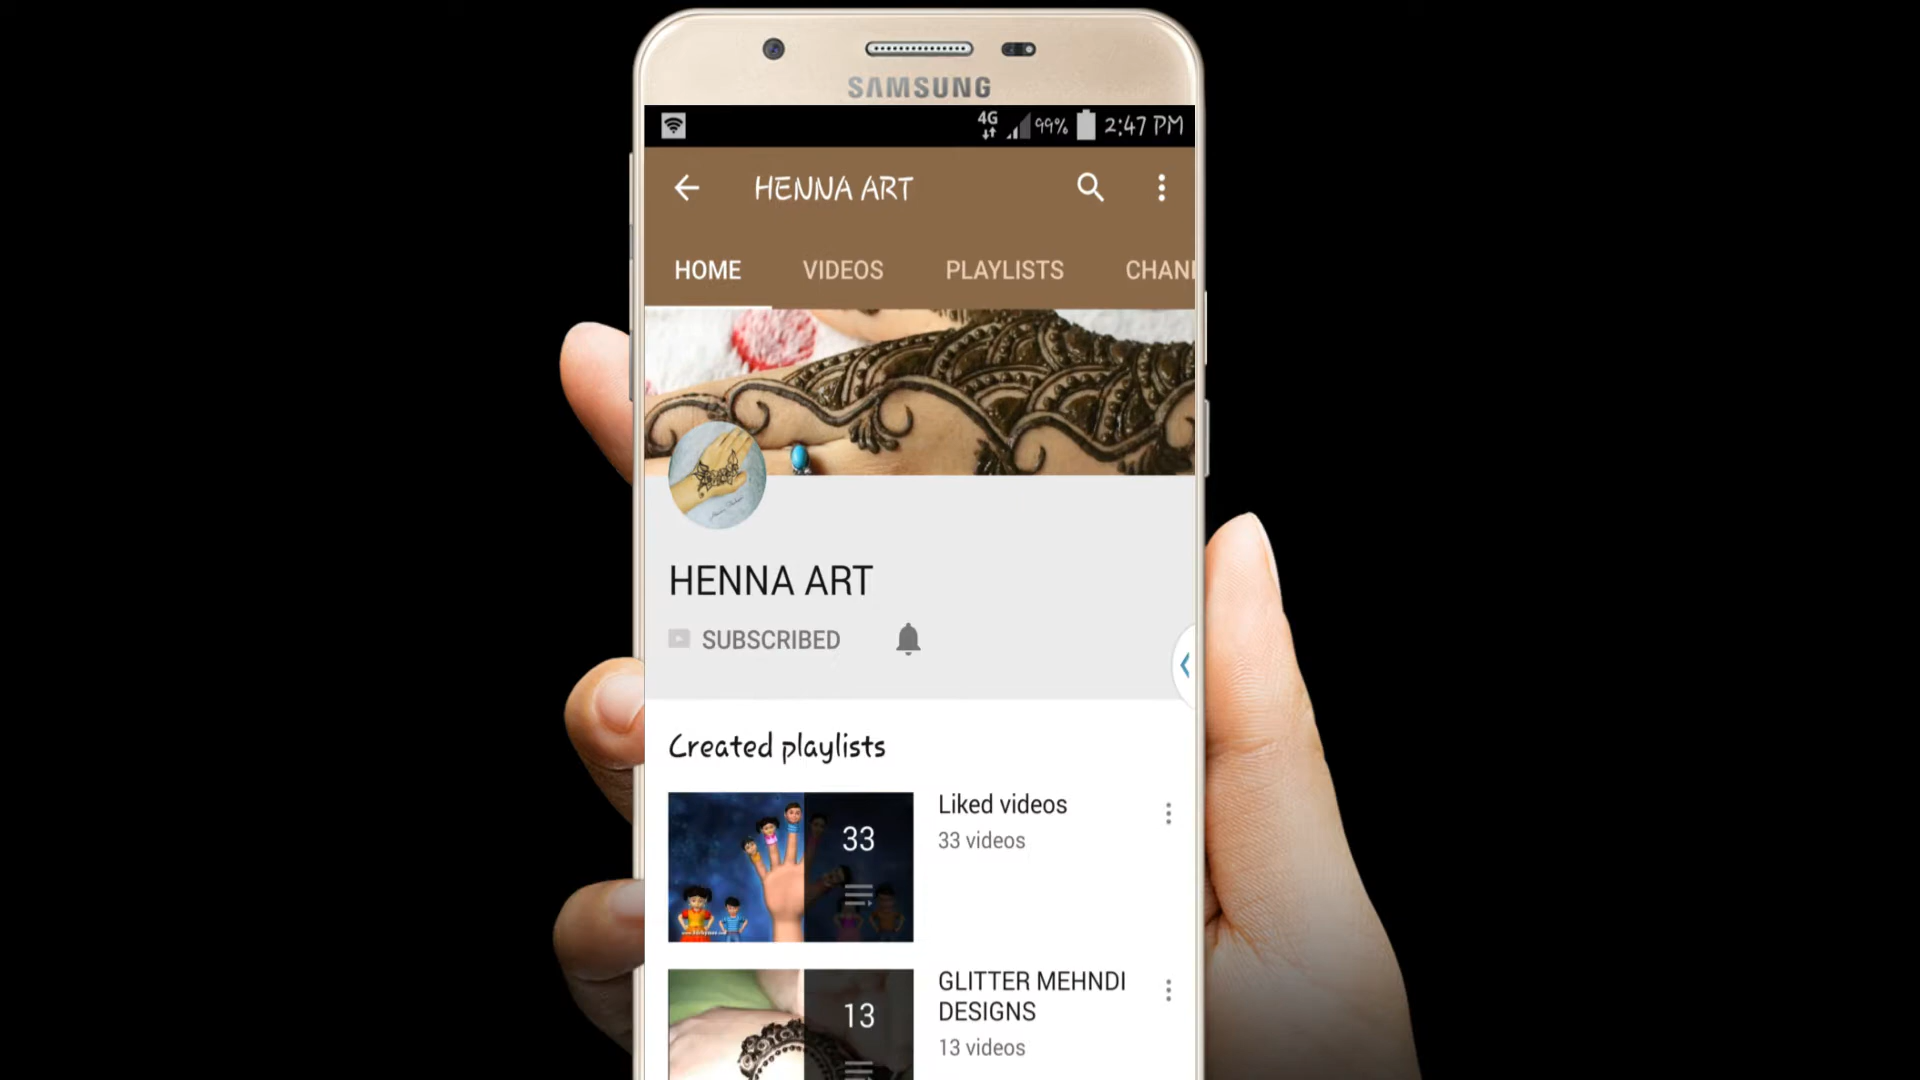 SAMSUNG
4G 99% 2:47 PM
HENNA ART
HOME VIDEOS PLAYLISTS CHANN
HENNA ART
SUBSCRIBED
Created playlists
33
Liked videos
33 videos
13
GLITTER MEHNDI
DESIGNS
13 videos